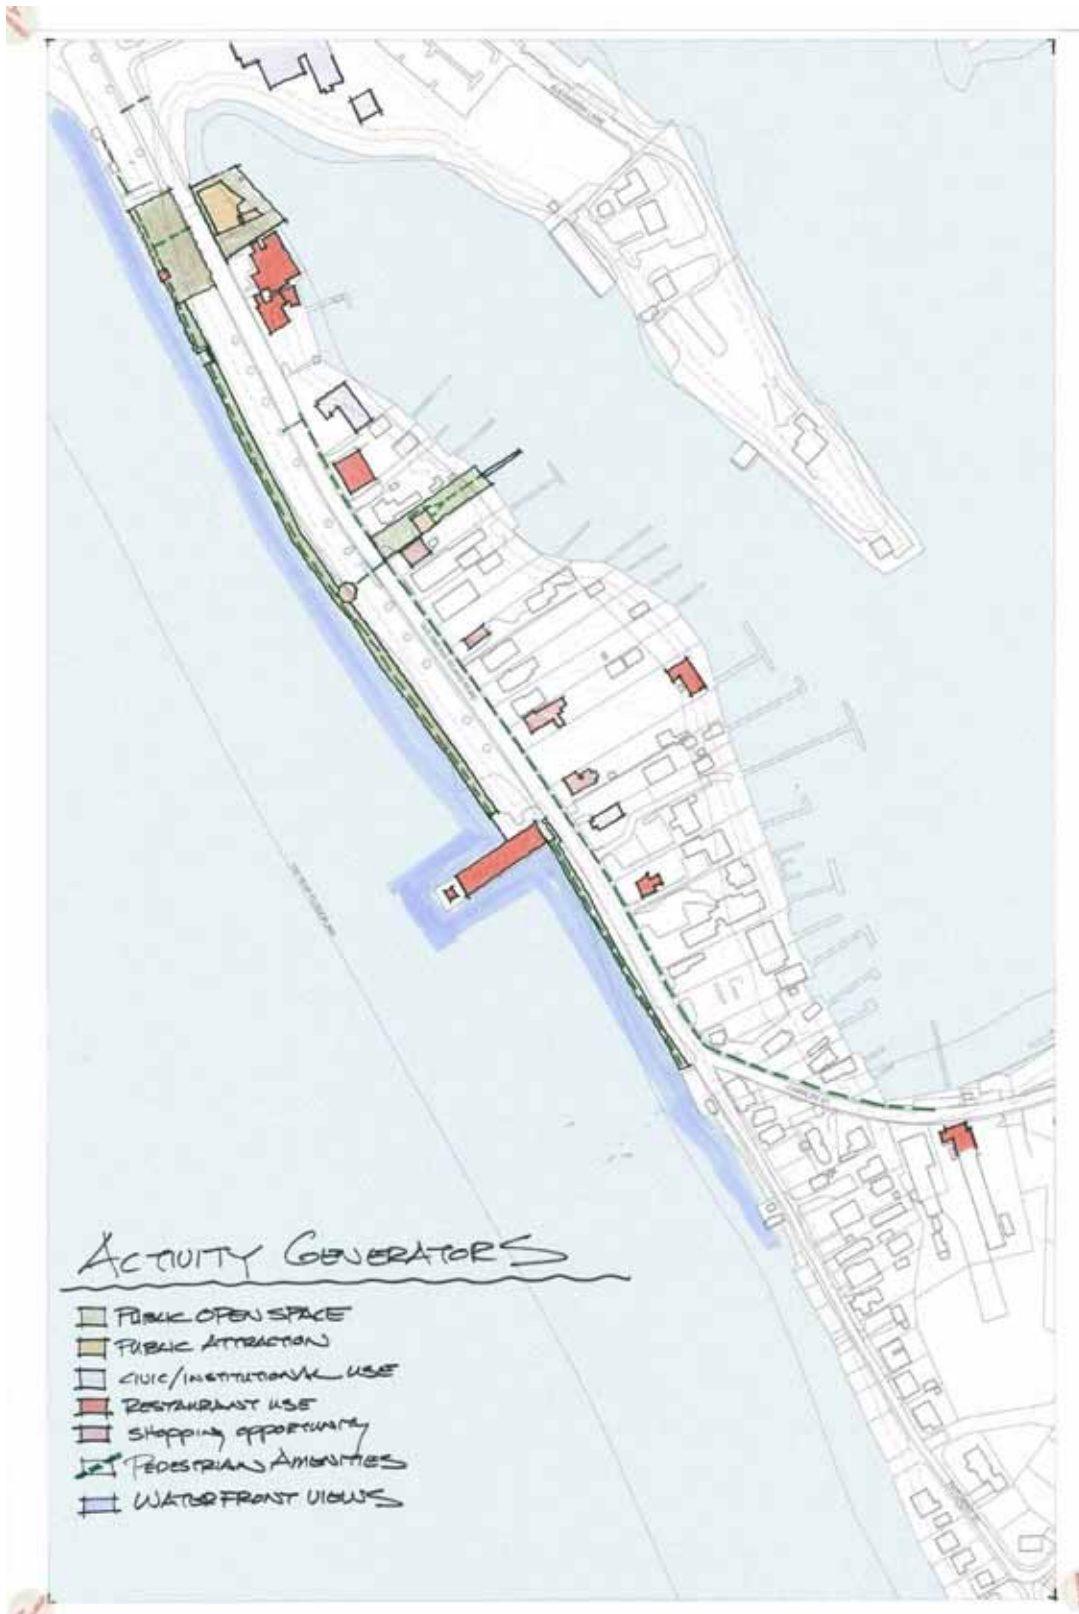 ACTIVITY GENERATORS
PUBLIC OPEN SPACE
PUBLIC ATTRACTION
CIVIC/INSTITUTIONAL USE
RESTAURANT USE
SHOPPING OPPORTUNITY
PEDESTRIAN AMENITIES
WATERFRONT VIEWS